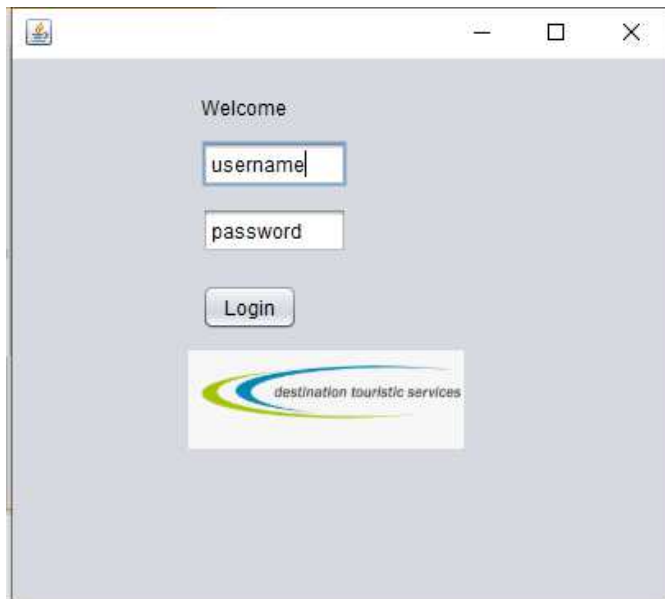 Welcome
username
password
Login
destination touristic services